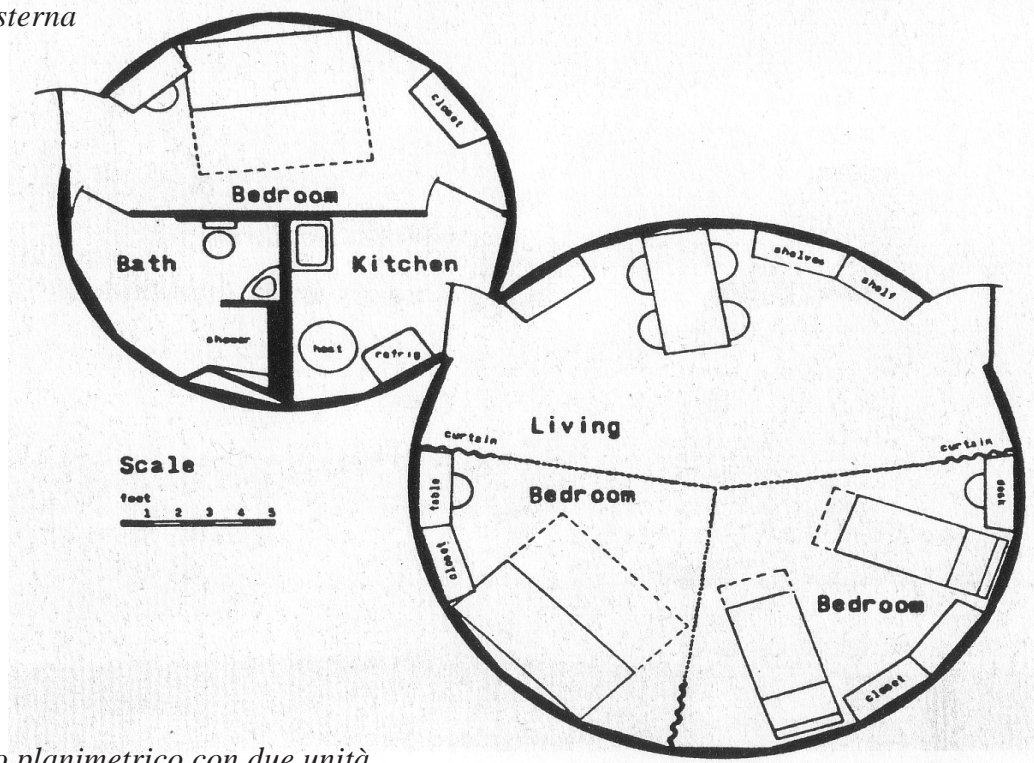 sterna
closet
Bedroom
Bath
Kitchen
shower
heat
refrig
shelves
shelf
Living
curtain
curtain
Scale
feet
1 2 3 4 5
table
Bedroom
desk
closet
Bedroom
closet
o planimetrico con due unità